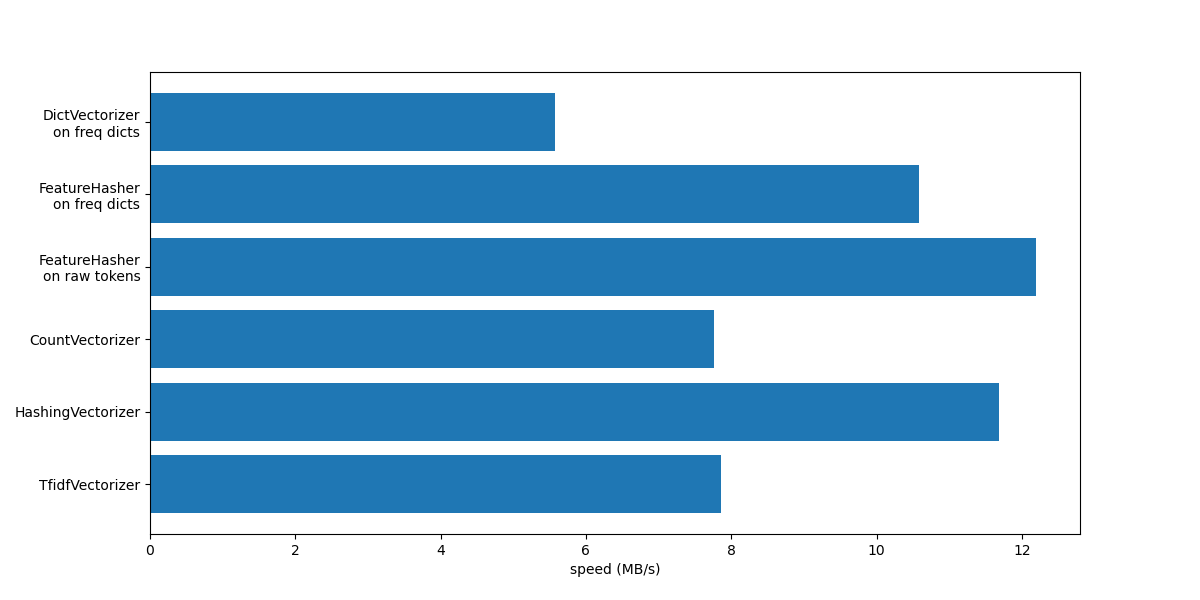 DictVectorizer
on freq dicts
FeatureHasher
on freq dicts
FeatureHasher
on raw tokens
CountVectorizer
HashingVectorizer
TfidfVectorizer
0 2 4 6 8 10 12
speed (MB/s)